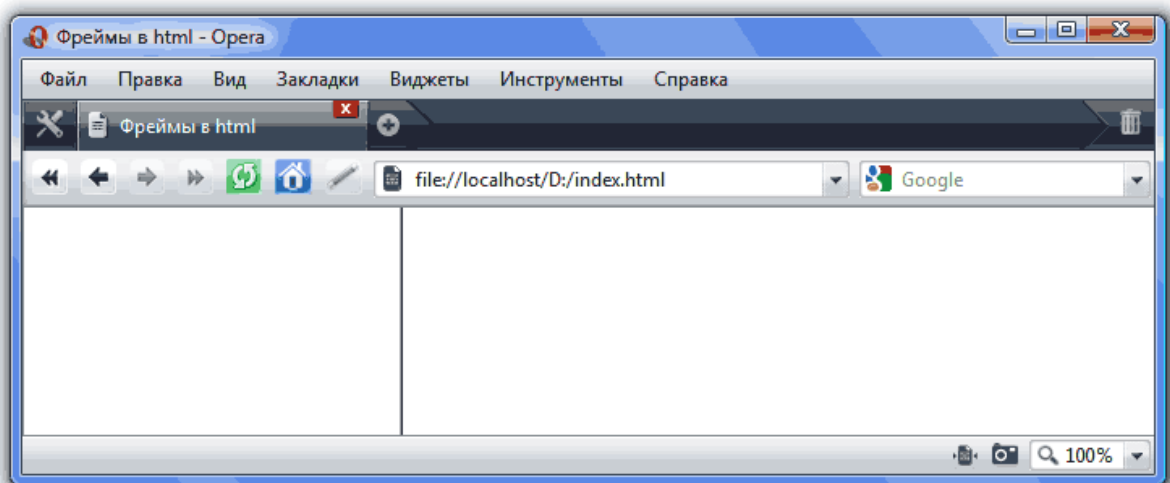 Фреймы в html - Opera
Файл Правка Вид Закладки Виджеты Инструменты Справка
Фреймы в html
file://localhost/D:/index.html Google
100%